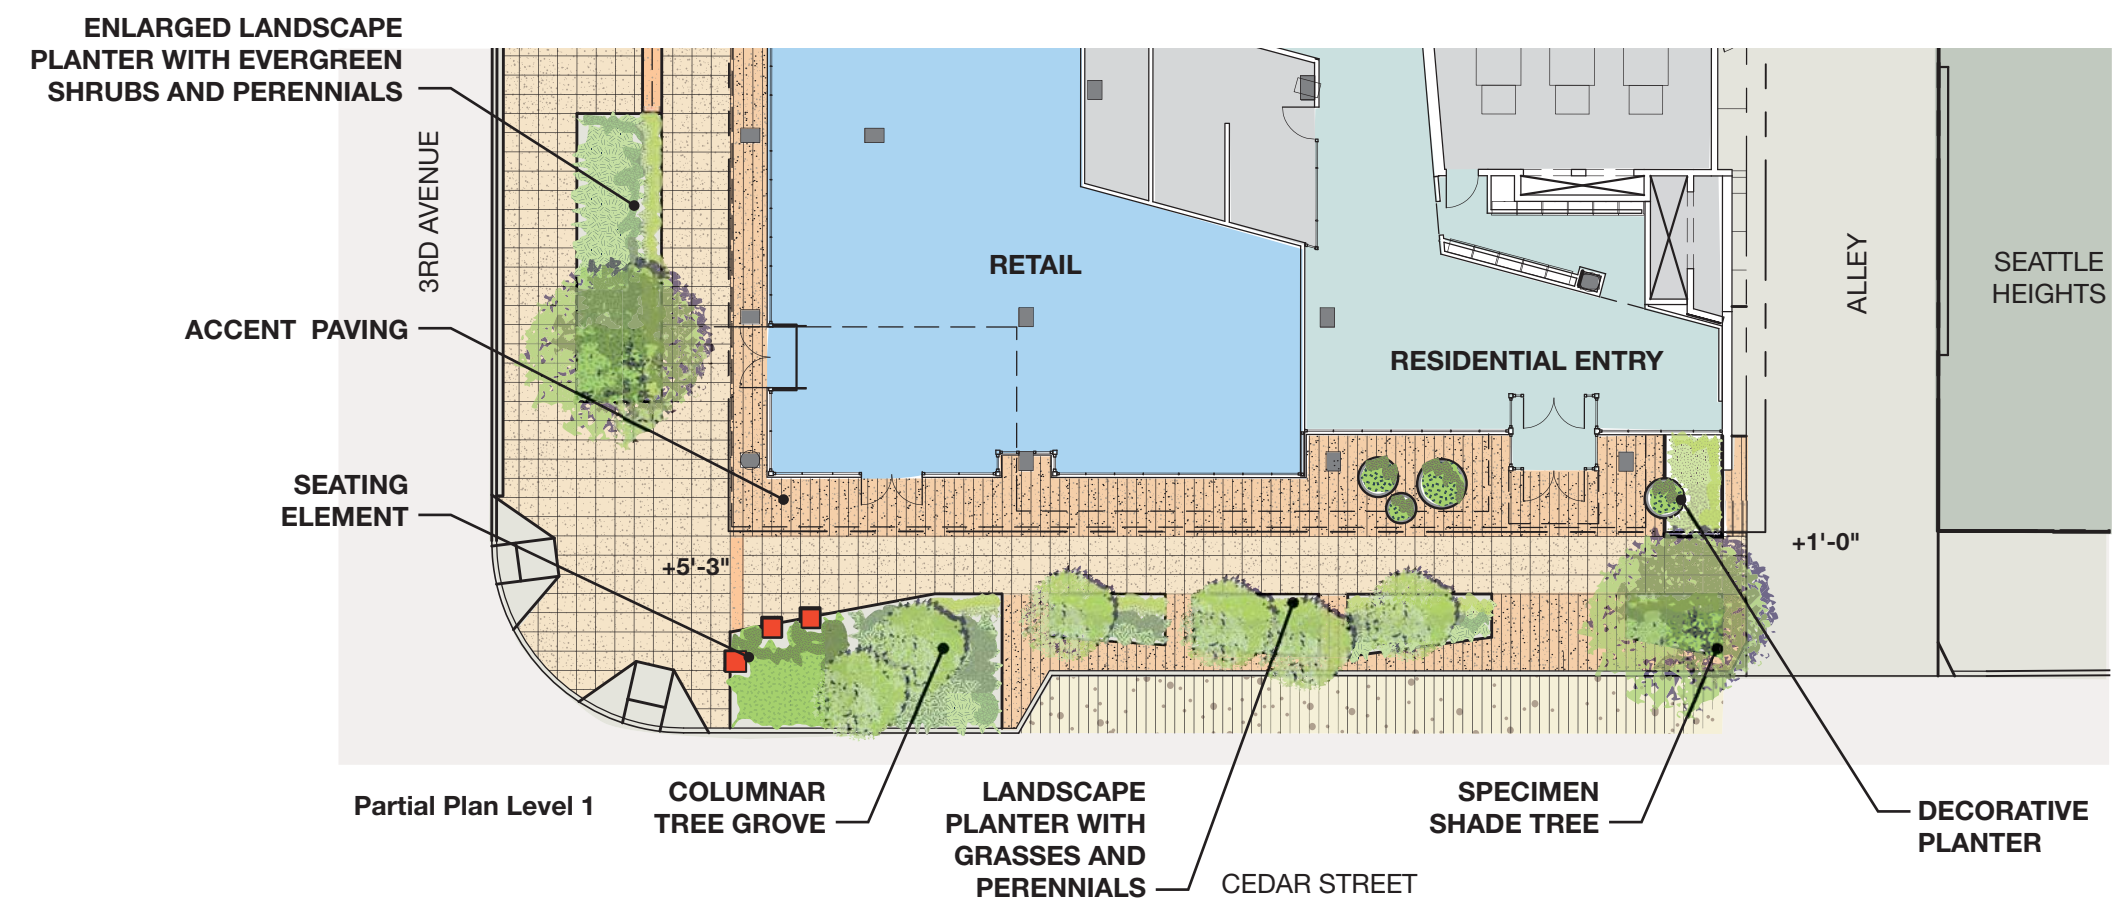 ENLARGED LANDSCAPE
PLANTER WITH EVERGREEN
SHRUBS AND PERENNIALS
3RD AVENUE
ACCENT PAVING
SEATING
ELEMENT
RETAIL
RESIDENTIAL ENTRY
ALLEY
SEATTLE
HEIGHTS
+5'-3"
+1'-0"
Partial Plan Level 1
COLUMNAR
TREE GROVE
LANDSCAPE
PLANTER WITH
GRASSES AND
PERENNIALS
CEDAR STREET
SPECIMEN
SHADE TREE
DECORATIVE
PLANTER